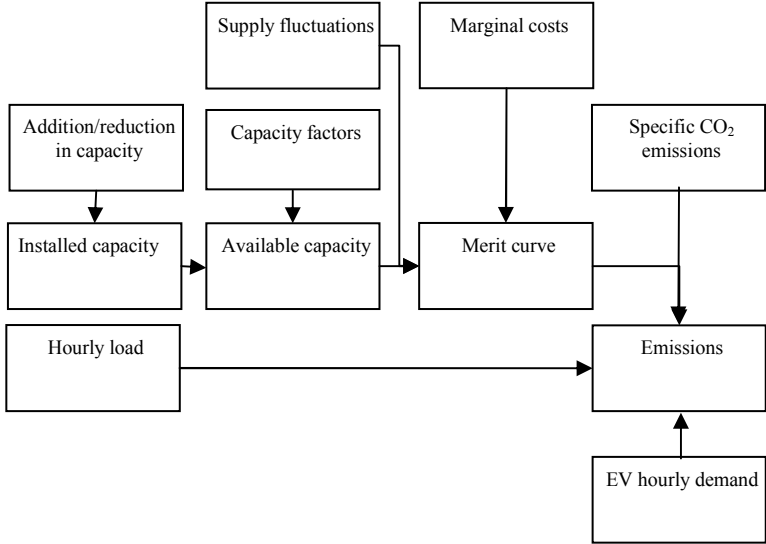 Supply fluctuations
Marginal costs
Addition/reduction
in capacity
Capacity factors
Specific CO₂
emissions
Installed capacity
Available capacity
Merit curve
Hourly load
Emissions
EV hourly demand